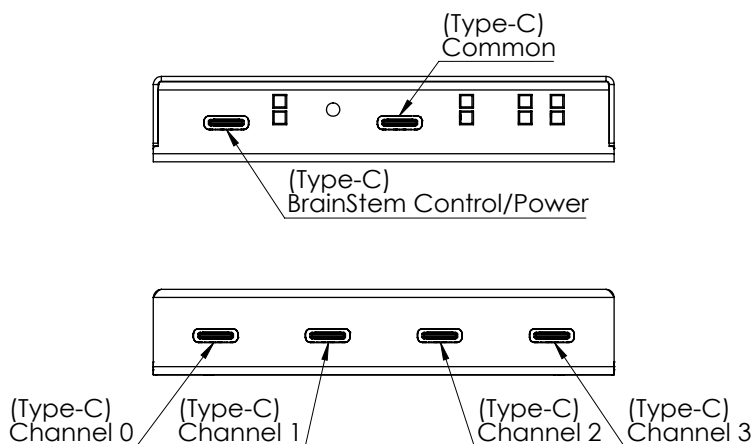 (Type-C)
Common
(Type-C)
BrainStem Control/Power
(Type-C)
Channel 0
(Type-C)
Channel 1
(Type-C)
Channel 2
(Type-C)
Channel 3